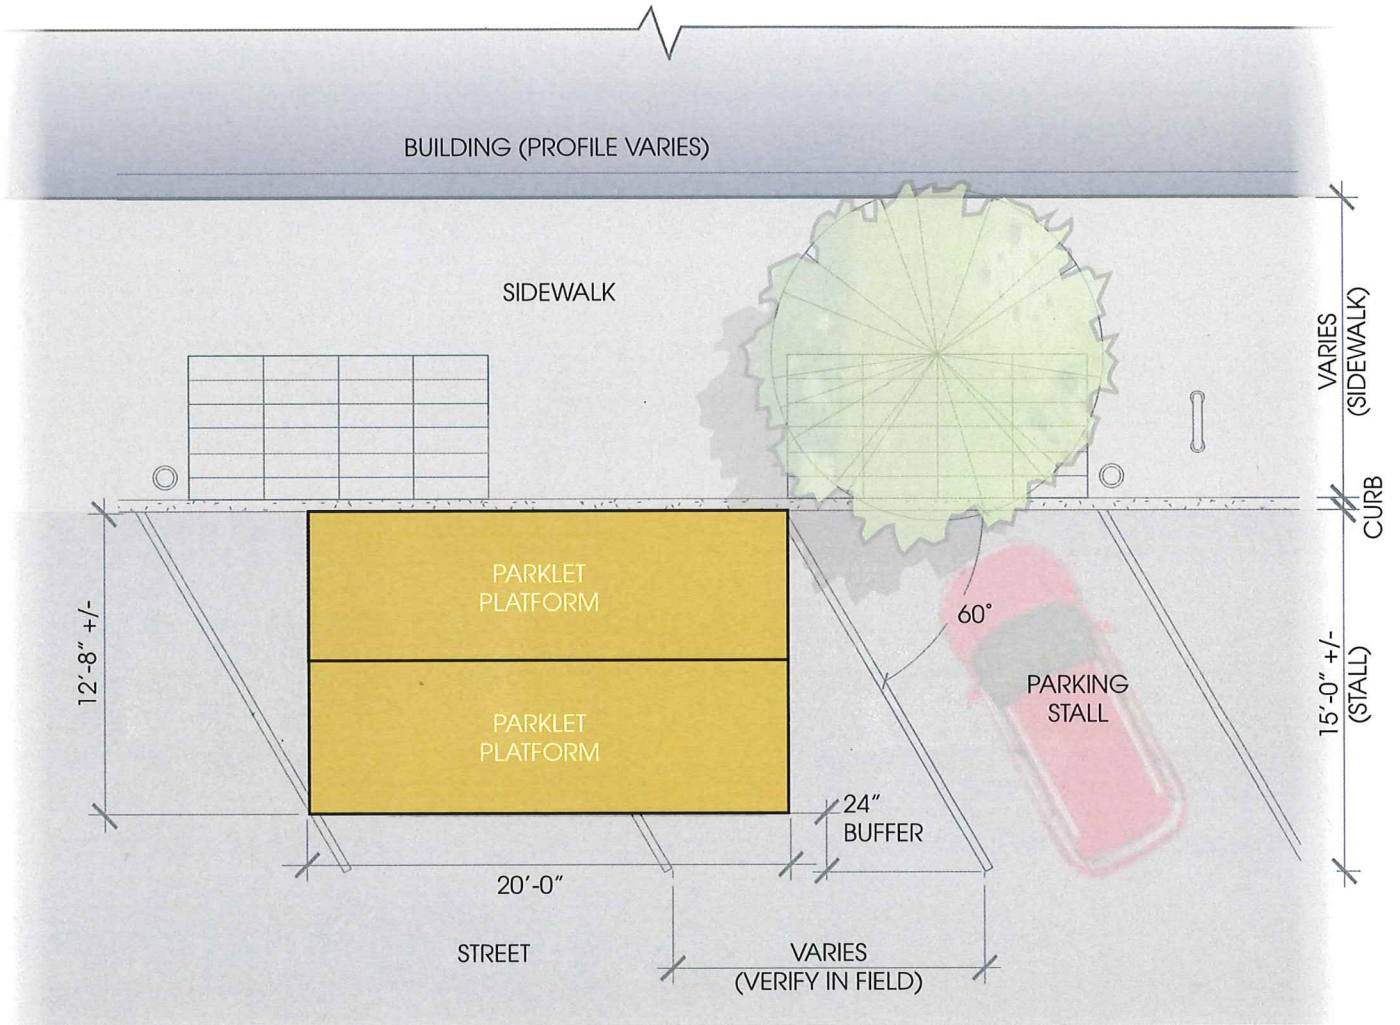 BUILDING (PROFILE VARIES)
SIDEWALK
VARIES
(SIDEWALK)
CURB
PARKLET
PLATFORM
60°
12'-8" +/-
PARKING
STALL
15'-0" +/-
(STALL)
PARKLET
PLATFORM
24"
BUFFER
20'-0"
STREET
VARIES
(VERIFY IN FIELD)